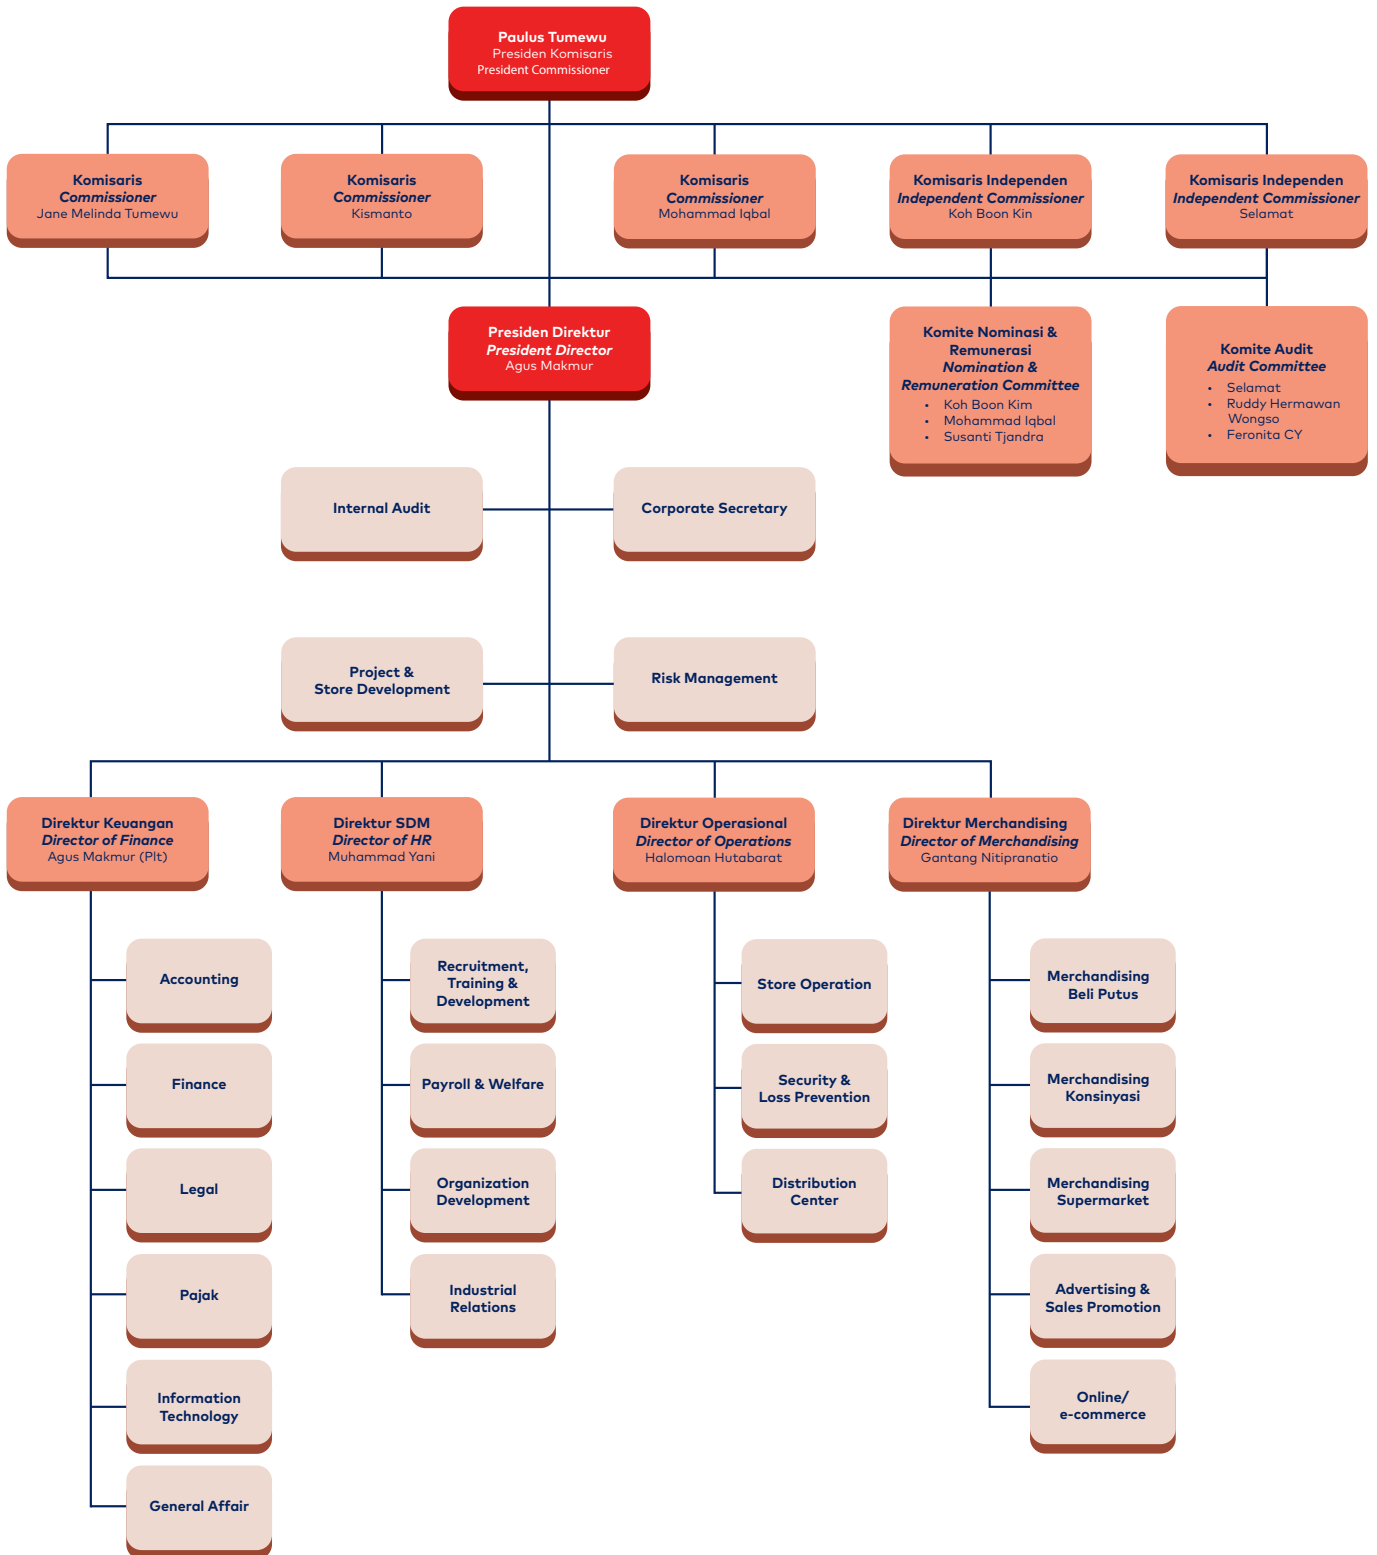 Paulus Tumewu
Presiden Komisaris
President Commissioner
Komisaris
Commissioner
Jane Melinda Tumewu
Komisaris
Commissioner
Kismanto
Komisaris
Commissioner
Mohammad Iqbal
Komisaris Independen
Independent Commissioner
Koh Boon Kin
Komisaris Independen
Independent Commissioner
Selamat
Presiden Direktur
President Director
Agus Makmur
Komite Nominasi &
Remunerasi
Nomination &
Remuneration Committee
• Koh Boon Kim
• Mohammad Iqbal
• Susanti Tjandra
Komite Audit
Audit Committee
• Selamat
• Ruddy Hermawan
Wongso
• Feronita CY
Internal Audit
Corporate Secretary
Project &
Store Development
Risk Management
Direktur Keuangan
Director of Finance
Agus Makmur (Plt)
Direktur SDM
Director of HR
Muhammad Yani
Direktur Operasional
Director of Operations
Halomoan Hutabarat
Direktur Merchandising
Director of Merchandising
Gantang Nitipranatio
Accounting
Finance
Legal
Pajak
Information
Technology
General Affair
Recruitment,
Training &
Development
Payroll & Welfare
Organization
Development
Industrial
Relations
Store Operation
Security &
Loss Prevention
Distribution
Center
Merchandising
Beli Putus
Merchandising
Konsinyasi
Merchandising
Supermarket
Advertising &
Sales Promotion
Online/
e-commerce